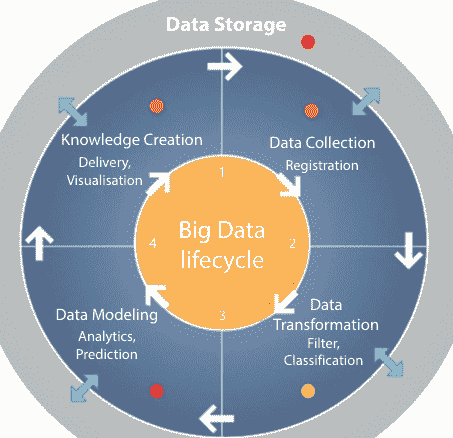 Data Storage
Knowledge Creation
Delivery,
Visualisation
Data Collection
Registration
1
Big Data
lifecycle
4
2
3
Data Modeling
Analytics,
Prediction
Data
Transformation
Filter,
Classification